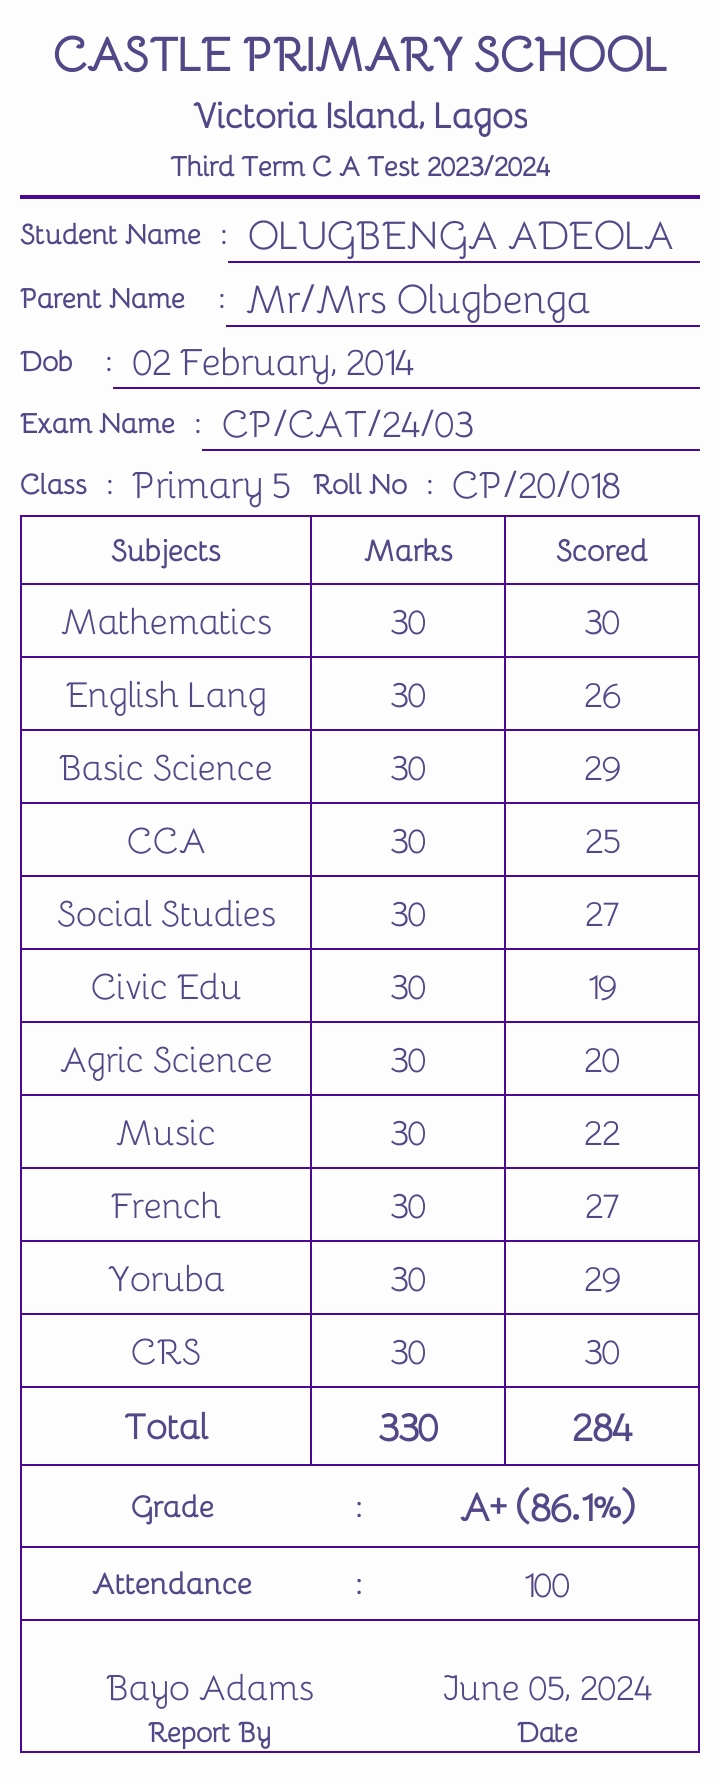 CASTLE PRIMARY SCHOOL
Victoria Island, Lagos
Third Term C A Test 2023/2024
Student Name : OLUGBENGA ADEOLA
Parent Name : Mr/Mrs Olugbenga
Dob : 02 February, 2014
Exam Name : CP/CAT/24/03
Class : Primary 5 Roll No : CP/20/018
Subjects Marks Scored
Mathematics 30 30
English Lang 30 26
Basic Science 30 29
CCA 30 25
Social Studies 30 27
Civic Edu 30 19
Agric Science 30 20
Music 30 22
French 30 27
Yoruba 30 29
CRS 30 30
Total 330 284
Grade : A+ (86.1%)
Attendance : 100
Bayo Adams June 05, 2024
Report By Date